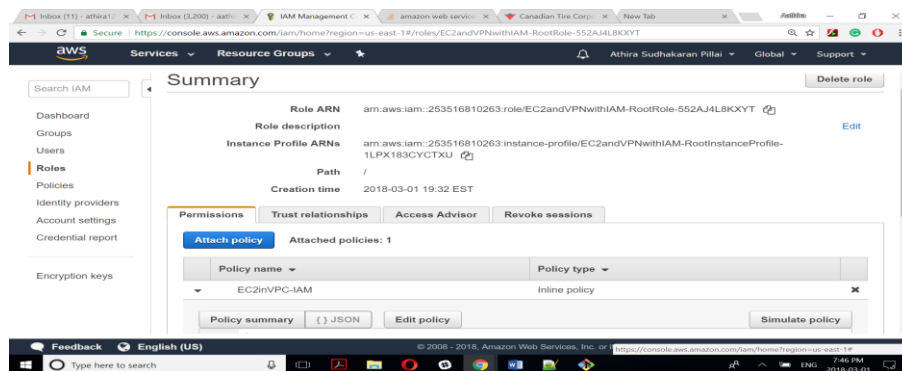 Inbox (11) - athira1 Inbox (3,200) - aath IAM Management C amazon web service Canadian Tire Corp New Tab
Secure https://console.aws.amazon.com/iam/home?region=us-east-1#/roles/EC2andVPNwithIAM-RootRole-552AJ4L8KXYT
aws Services Resource Groups Athira Sudhakaran Pillai Global Support
Search IAM
Dashboard
Groups
Users
Roles
Policies
Identity providers
Account settings
Credential report
Encryption keys
Summary
Delete role
Role ARN arn:aws:iam::253516810263:role/EC2andVPNwithIAM-RootRole-552AJ4L8KXYT
Role description Edit
Instance Profile ARNs arn:aws:iam::253516810263:instance-profile/EC2andVPNwithIAM-RootInstanceProfile-
1LPX183CYCTXU
Path /
Creation time 2018-03-01 19:32 EST
Permissions Trust relationships Access Advisor Revoke sessions
Attach policy Attached policies: 1
Policy name Policy type
EC2inVPC-IAM Inline policy
Policy summary { } JSON Edit policy Simulate policy
Feedback English (US) © 2008 - 2018, Amazon Web Services, Inc. or
https://console.aws.amazon.com/iam/home?region=us-east-1#
Type here to search ENG 7:46 PM
2018-03-01